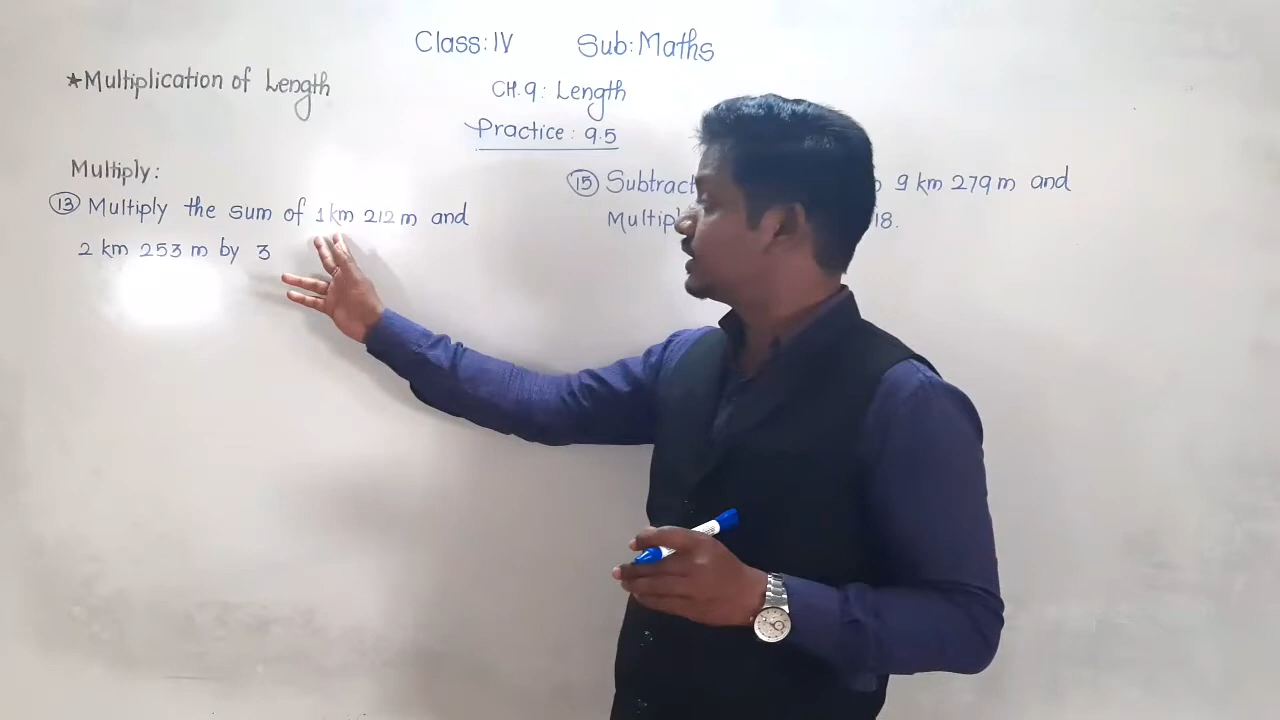 Class: IV Sub: Maths
*Multiplication of Length
CH.9: Length
Practice: 9.5
Multiply:
13 Multiply the sum of 1 km 212 m and
2 km 253 m by 3
15 Subtract 9 km 279 m and
18.